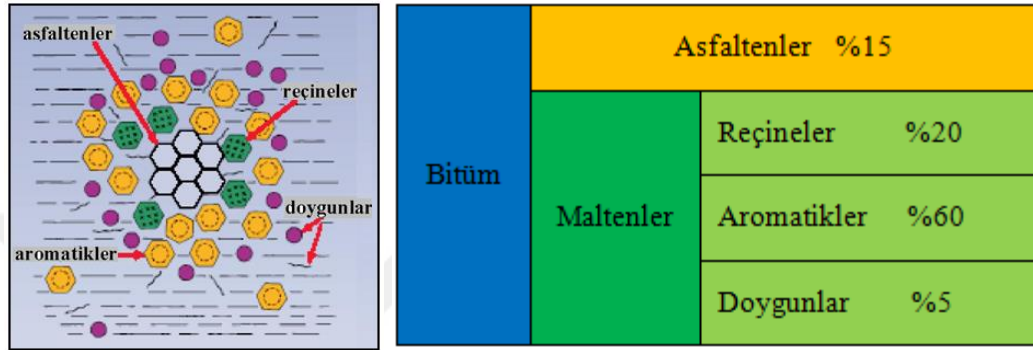 asfaltenler
reçineler
doygunlar
aromatikler
Bitüm
Asfaltenler %15
Maltenler
Reçineler %20
Aromatikler %60
Doygunlar %5